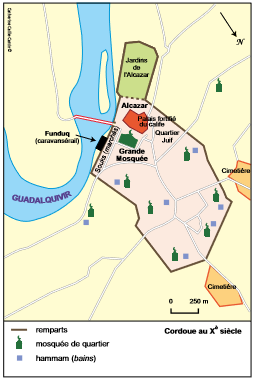 N
Jardins
de
l'Alcazar
Alcazar
Palais fortifié
du calife
Funduq
(caravansérail)
Souks (marchés)
Quartier
Juif
Grande
Mosquée
Cimetière
GUADALQUIVIR
Cimetière
0 250 m
remparts
Cordoue au Xe siècle
mosquée de quartier
hammam (bains)